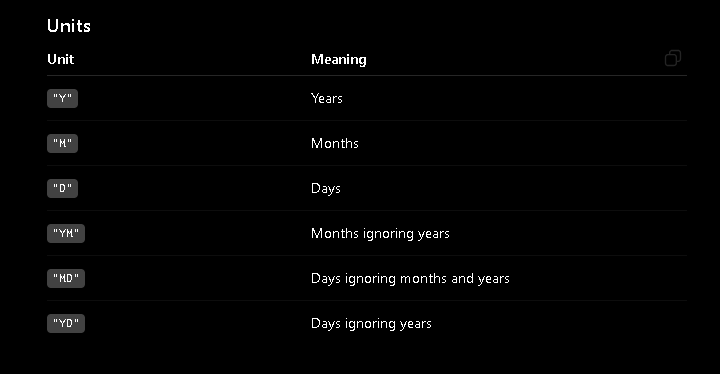 Units
Unit Meaning
"Y" Years
"M" Months
"D" Days
"YM" Months ignoring years
"MD" Days ignoring months and years
"YD" Days ignoring years